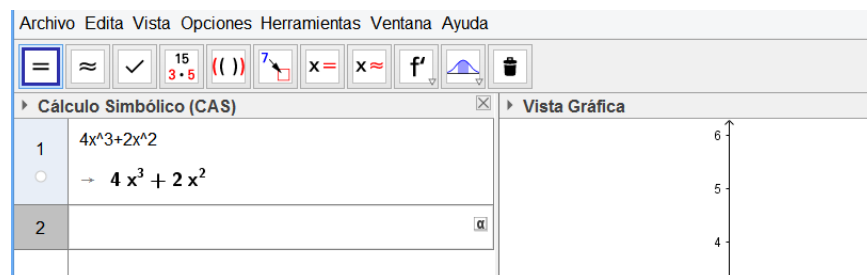 Archivo Edita Vista Opciones Herramientas Ventana Ayuda
= ≈ ✓ 15 3•5 (( )) 7 x= x≈ f′
Cálculo Simbólico (CAS)
Vista Gráfica
1
4x^3+2x^2
→ 4 x³ + 2 x²
2
α
6
5
4